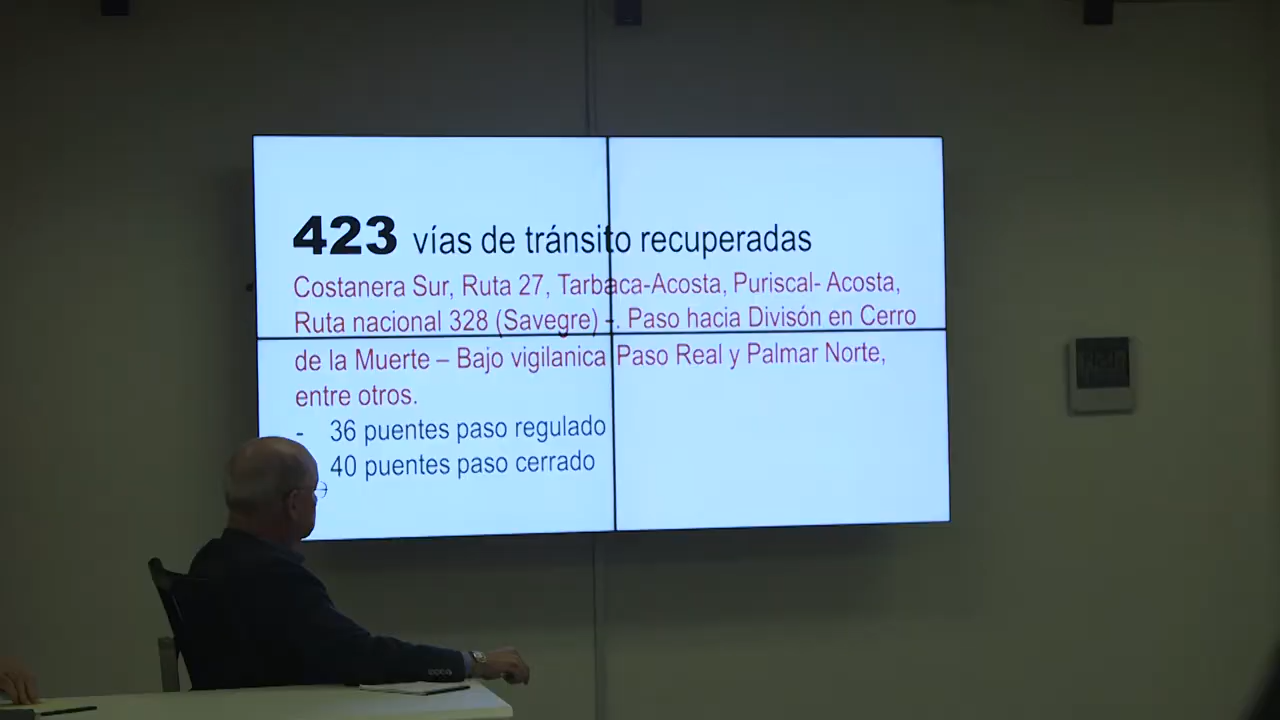 423 vías de tránsito recuperadas
Costanera Sur, Ruta 27, Tarbaca-Acosta, Puriscal- Acosta,
Ruta nacional 328 (Savegre) -. Paso hacia Divisón en Cerro
de la Muerte – Bajo vigilanica Paso Real y Palmar Norte,
entre otros.
- 36 puentes paso regulado
40 puentes paso cerrado